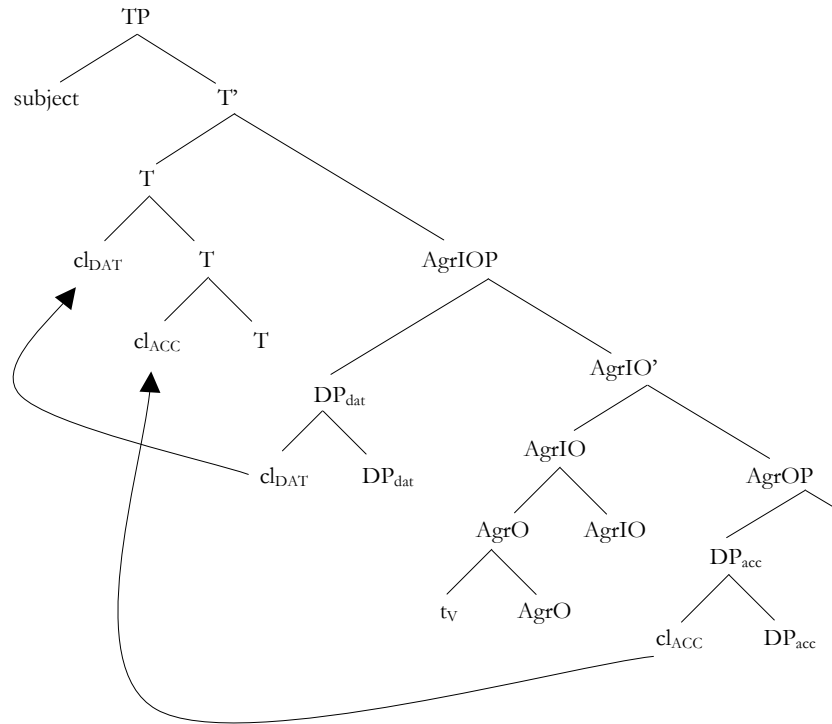 TP
subject T’
T
cl_DAT T AgrIOP
cl_ACC T
AgrIO’
DP_dat
AgrIO
cl_DAT DP_dat AgrOP
AgrO AgrIO
DP_acc
t_V AgrO
cl_ACC DP_acc